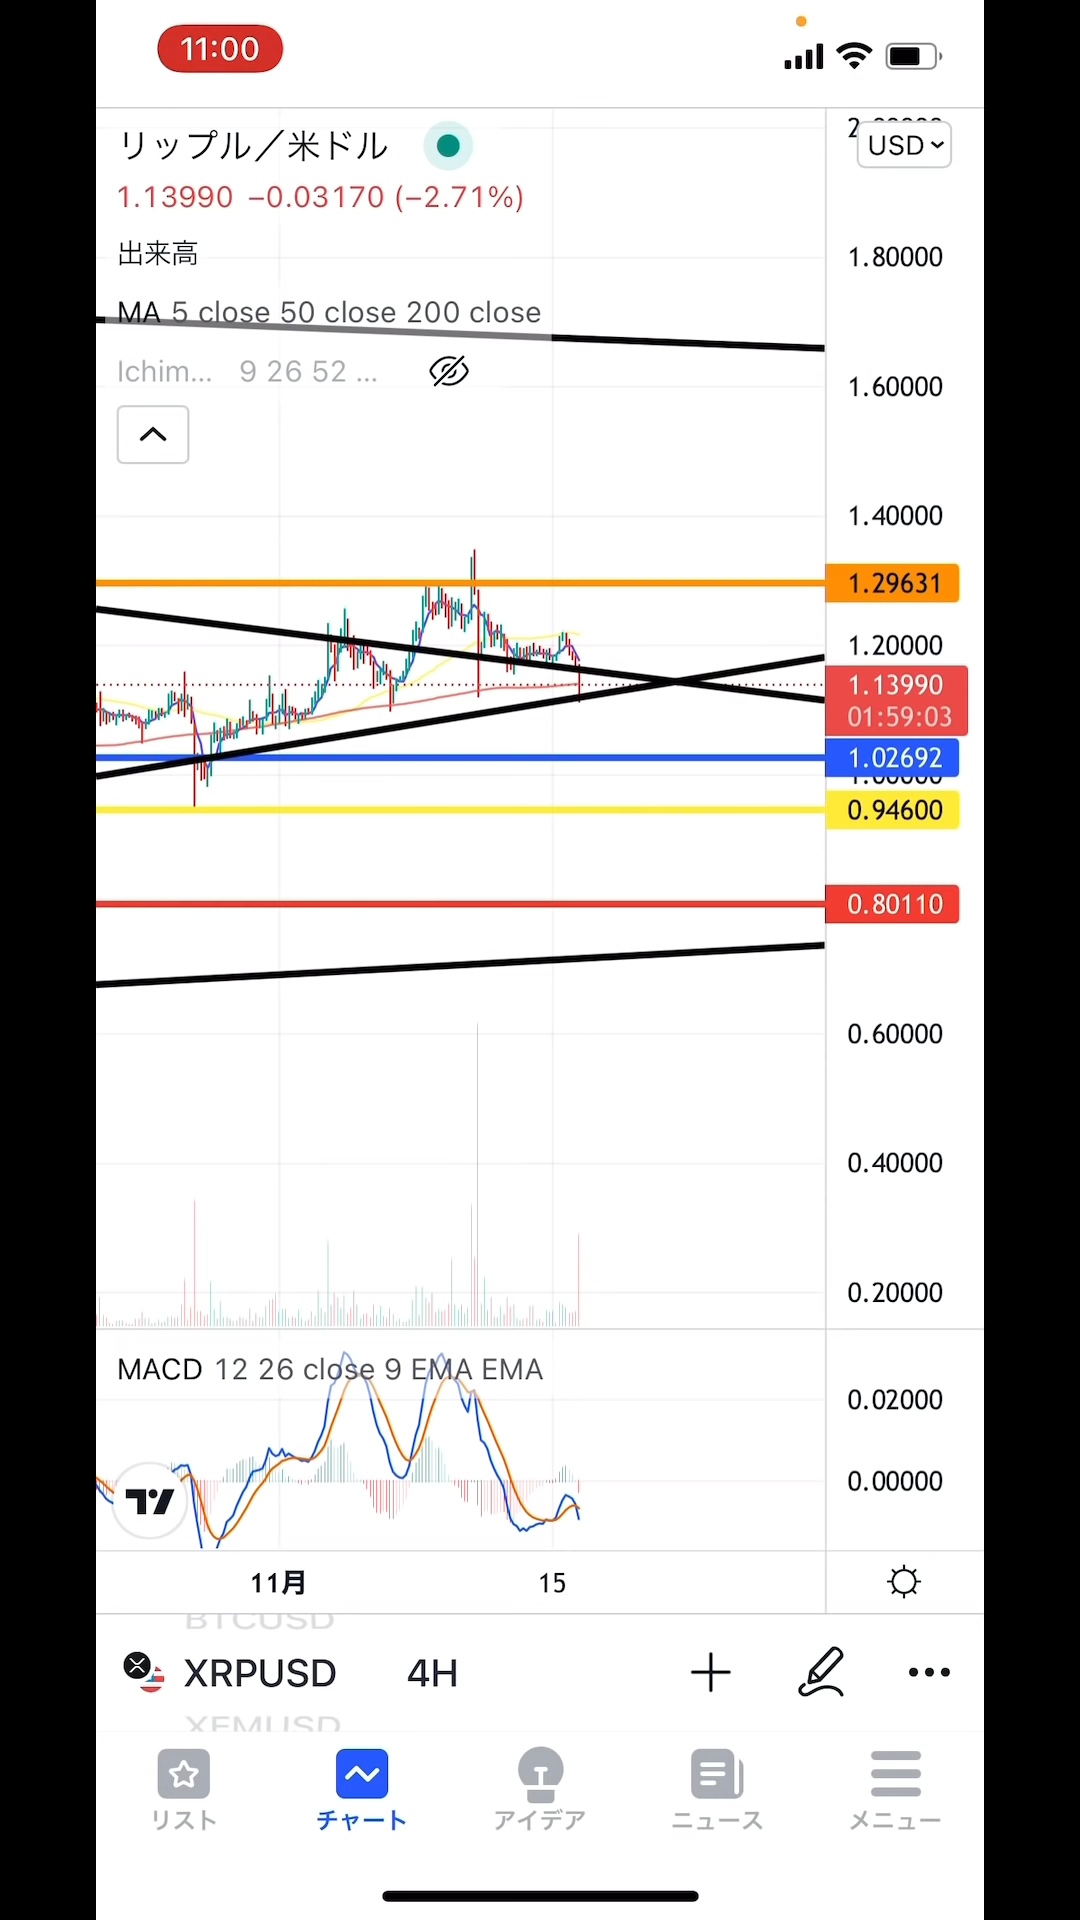 11:00
リップル／米ドル
USD
1.13990 −0.03170 (−2.71%)
出来高
MA 5 close 50 close 200 close
Ichim... 9 26 52 ...
1.80000
1.60000
1.40000
1.29631
1.20000
1.13990
01:59:03
1.02692
1.00000
0.94600
0.80110
0.60000
0.40000
0.20000
MACD 12 26 close 9 EMA EMA
0.02000
0.00000
11月 15
BTCUSD
XRPUSD 4H
XEMUSD
リスト チャート アイデア ニュース メニュー